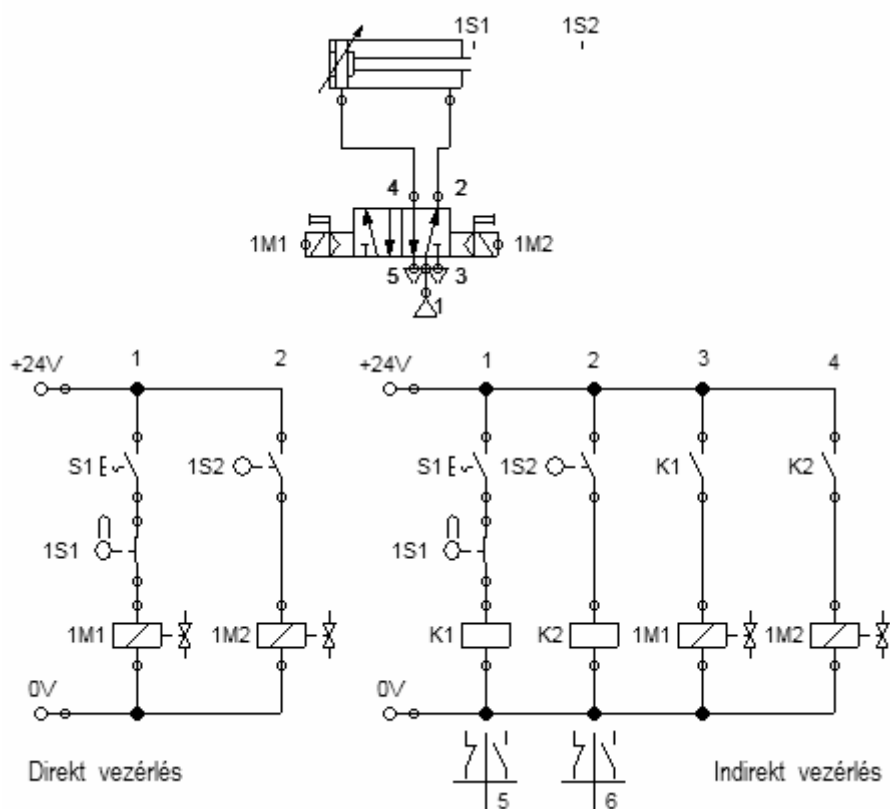 1S1 1S2
4 2
1M1 1M2
5 3
1
+24V 1 2
S1 1S2
1S1
1M1 1M2
0V
Direkt vezérlés
+24V 1 2 3 4
S1 1S2 K1 K2
1S1
K1 K2 1M1 1M2
0V
5 6
Indirekt vezérlés